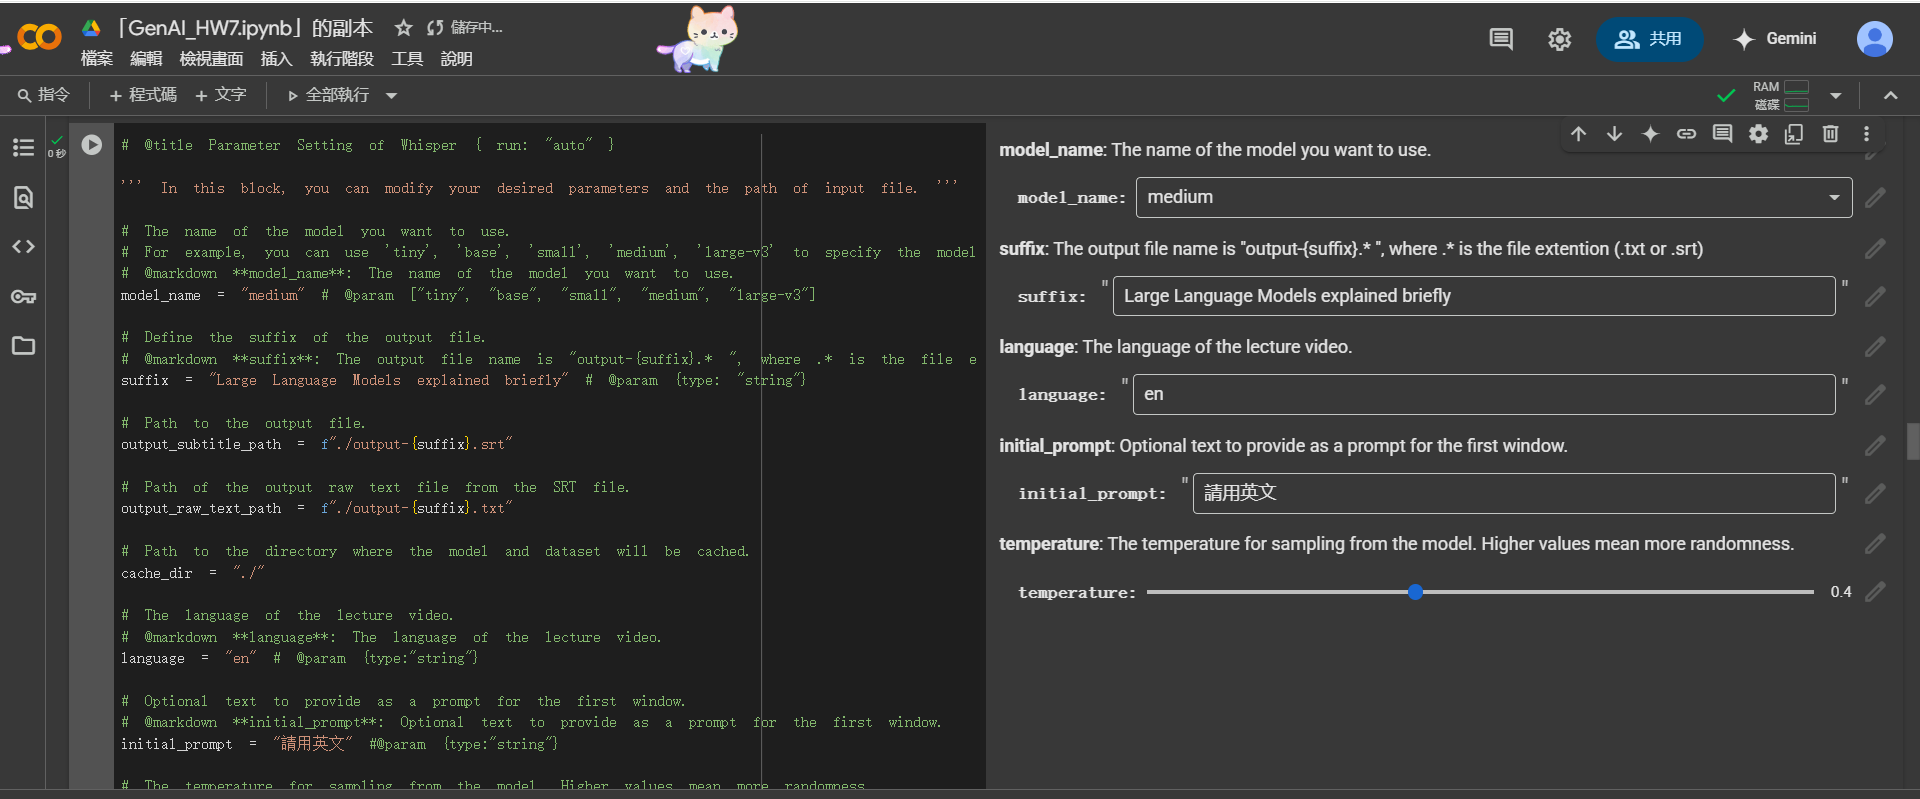 「GenAI_HW7.ipynb」的副本 儲存中...
檔案 編輯 檢視畫面 插入 執行階段 工具 說明
共用
Gemini
指令 + 程式碼 + 文字 全部執行
RAM
磁碟
0 秒
# @title Parameter Setting of Whisper { run: "auto" }
''' In this block, you can modify your desired parameters and the path of input file. '''
# The name of the model you want to use.
# For example, you can use 'tiny', 'base', 'small', 'medium', 'large-v3' to specify the model
# @markdown **model_name**: The name of the model you want to use.
model_name = "medium" # @param ["tiny", "base", "small", "medium", "large-v3"]
# Define the suffix of the output file.
# @markdown **suffix**: The output file name is "output-{suffix}.* ", where .* is the file e
suffix = "Large Language Models explained briefly" # @param {type: "string"}
# Path to the output file.
output_subtitle_path = f"./output-{suffix}.srt"
# Path of the output raw text file from the SRT file.
output_raw_text_path = f"./output-{suffix}.txt"
# Path to the directory where the model and dataset will be cached.
cache_dir = "./"
# The language of the lecture video.
# @markdown **language**: The language of the lecture video.
language = "en" # @param {type:"string"}
# Optional text to provide as a prompt for the first window.
# @markdown **initial_prompt**: Optional text to provide as a prompt for the first window.
initial_prompt = "請用英文" #@param {type:"string"}
# The temperature for sampling from the model. Higher values mean more randomness
model_name: The name of the model you want to use.
model_name: medium
suffix: The output file name is "output-{suffix}.* ", where .* is the file extention (.txt or .srt)
suffix: " Large Language Models explained briefly "
language: The language of the lecture video.
language: " en "
initial_prompt: Optional text to provide as a prompt for the first window.
initial_prompt: " 請用英文 "
temperature: The temperature for sampling from the model. Higher values mean more randomness.
temperature: 0.4